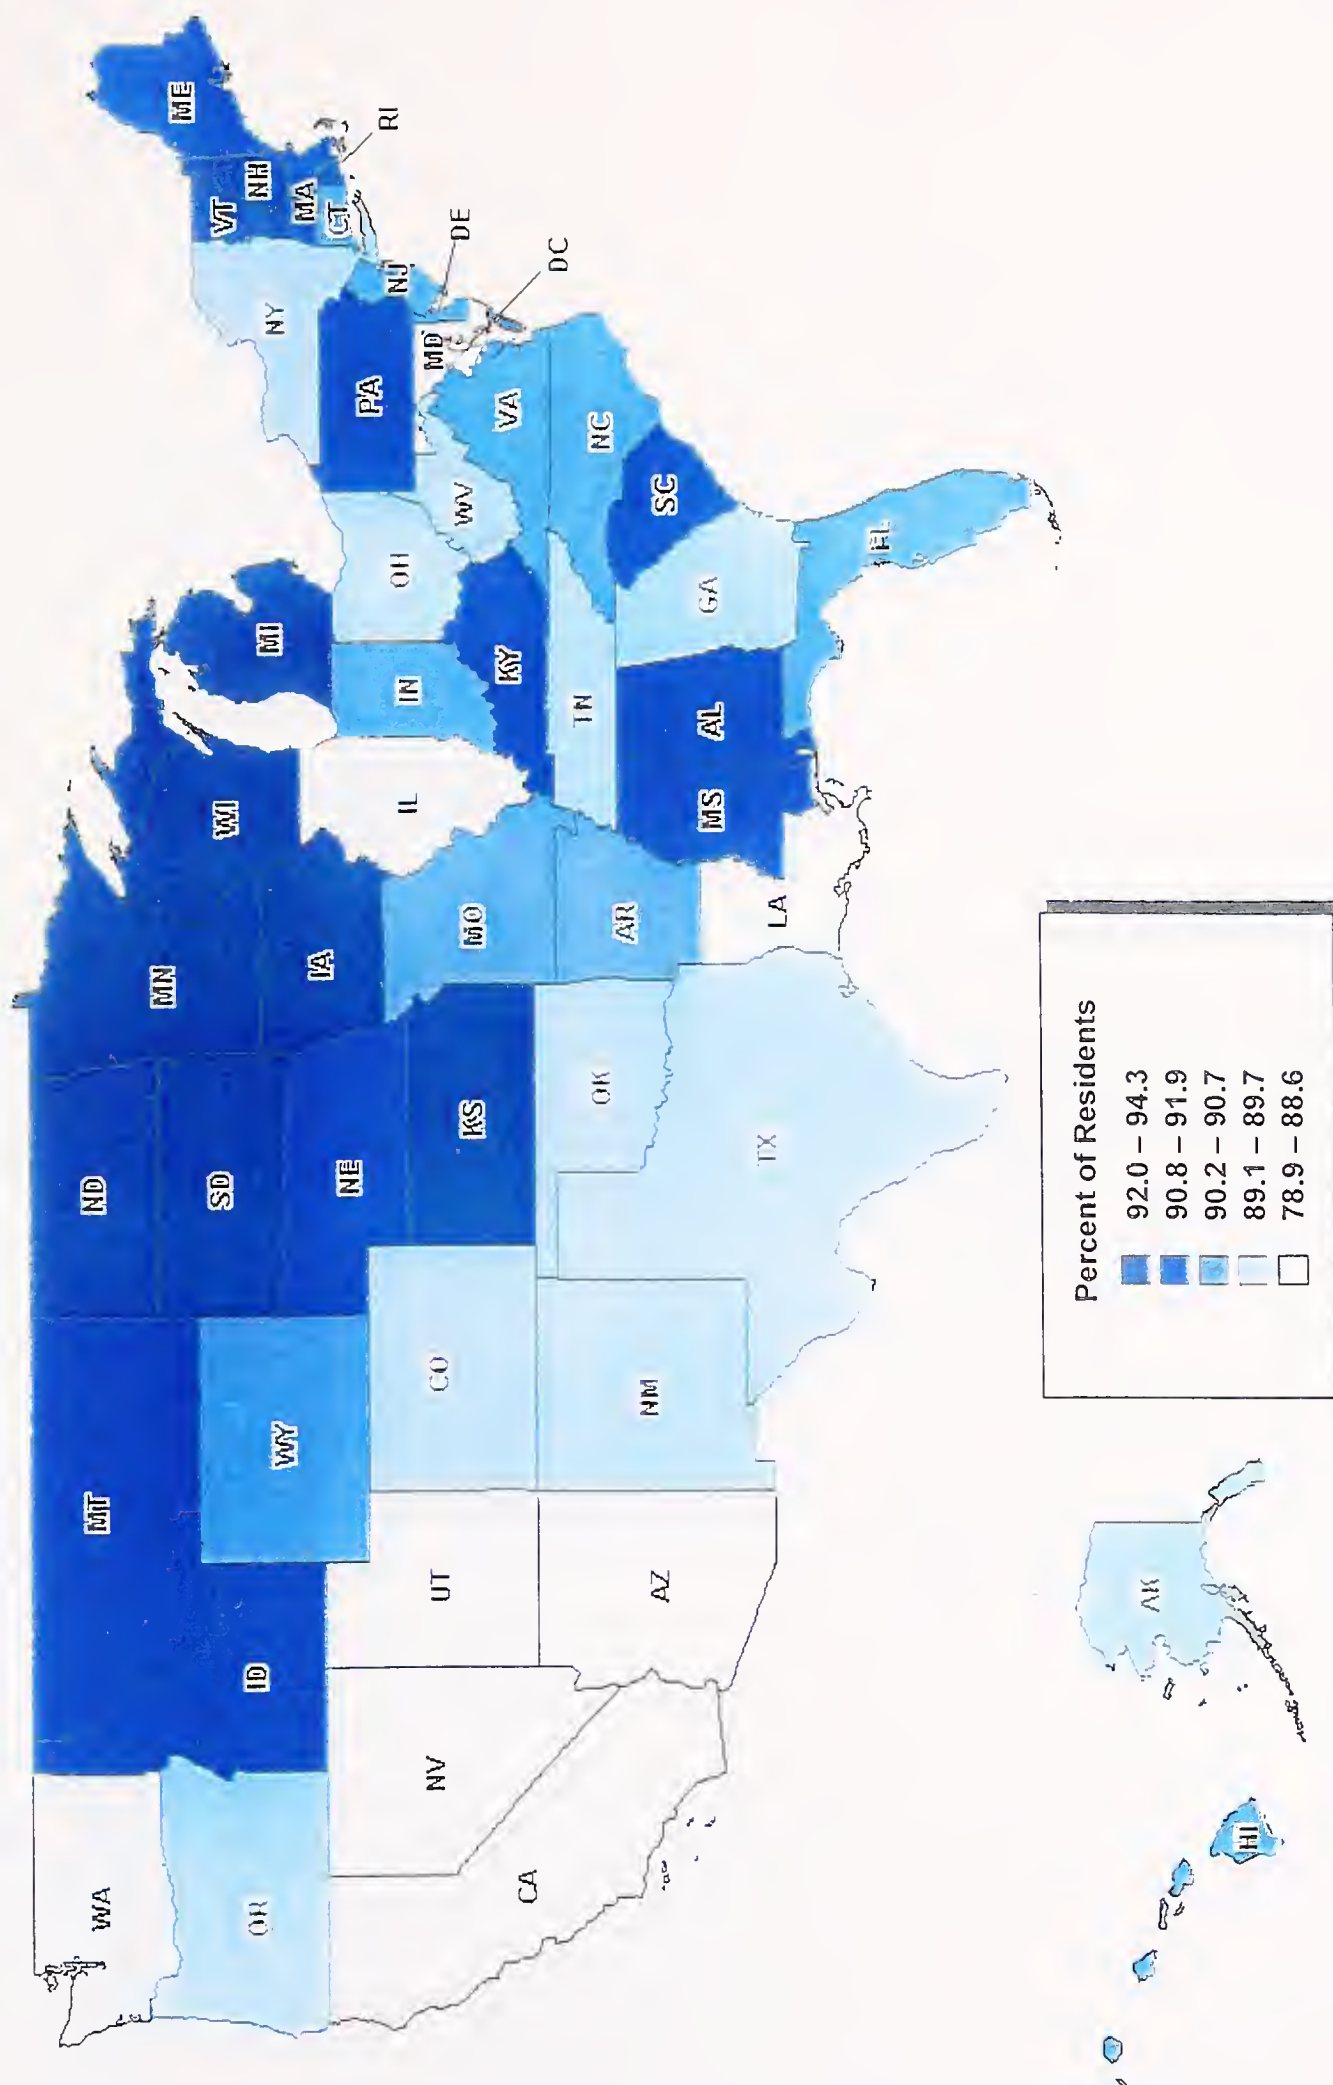 WA
OR
CA
NV
ID
MT
WY
UT
AZ
CO
NM
ND
SD
NE
KS
OK
TX
MN
IA
MO
AR
LA
WI
IL
MS
MI
IN
KY
TN
AL
OH
WV
GA
FL
SC
NC
VA
PA
NY
MD
DC
DE
NJ
CT
RI
MA
VT
NH
ME
AK
HI
Percent of Residents
92.0 – 94.3
90.8 – 91.9
90.2 – 90.7
89.1 – 89.7
78.9 – 88.6